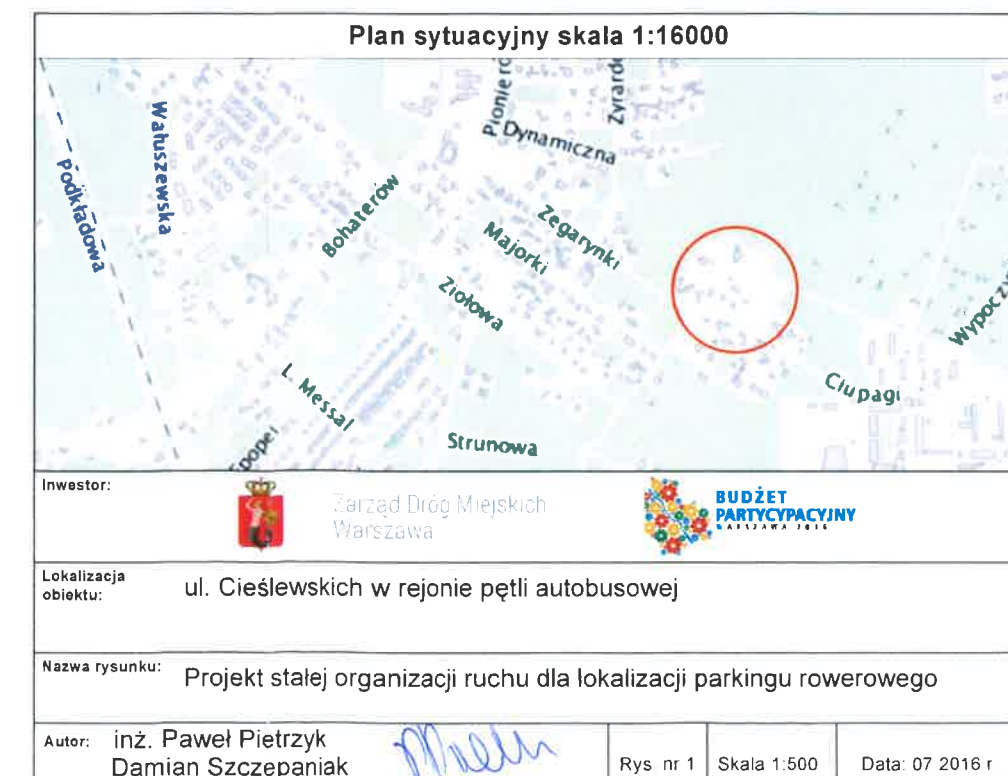 Plan sytuacyjny skala 1:16000
Podkładowa
Wałuszewska
Bohaterów
Dynamiczna
Zegarynki
Majorki
Ziołowa
L. Messal
Strunowa
Ciupagi
Inwestor:
Zarząd Dróg Miejskich
Warszawa
BUDŻET
PARTYCYPACYJNY
WARSZAWA 2016
Lokalizacja
obiektu:
ul. Cieślewskich w rejonie pętli autobusowej
Nazwa rysunku:
Projekt stałej organizacji ruchu dla lokalizacji parkingu rowerowego
Autor: inż. Paweł Pietrzyk
Damian Szczepaniak
Rys nr 1
Skala 1:500
Data: 07 2016 r